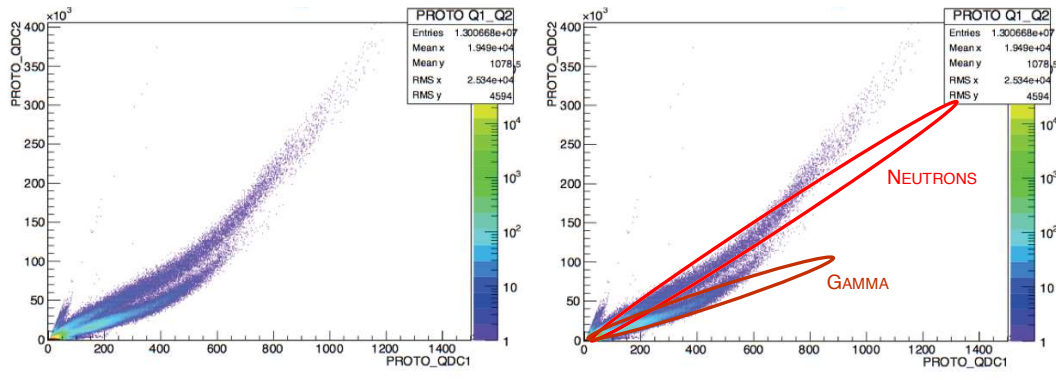 ×10³
PROTO Q1_Q2
Entries 1.300668e+07
Mean x 1.949e+04
Mean y 1078.5
RMS x 2.534e+04
RMS y 4594
PROTO_QDC2
400
350
300
250
200
150
100
50
0
0 200 400 600 800 1000 1200 1400
PROTO_QDC1
10⁴
10³
10²
10
1
×10³
PROTO Q1_Q2
Entries 1.300668e+07
Mean x 1.949e+04
Mean y 1078.5
RMS x 2.534e+04
RMS y 4594
PROTO_QDC2
400
350
300
250
200
150
100
50
0
NEUTRONS
GAMMA
0 200 400 600 800 1000 1200 1400
PROTO_QDC1
10⁴
10³
10²
10
1